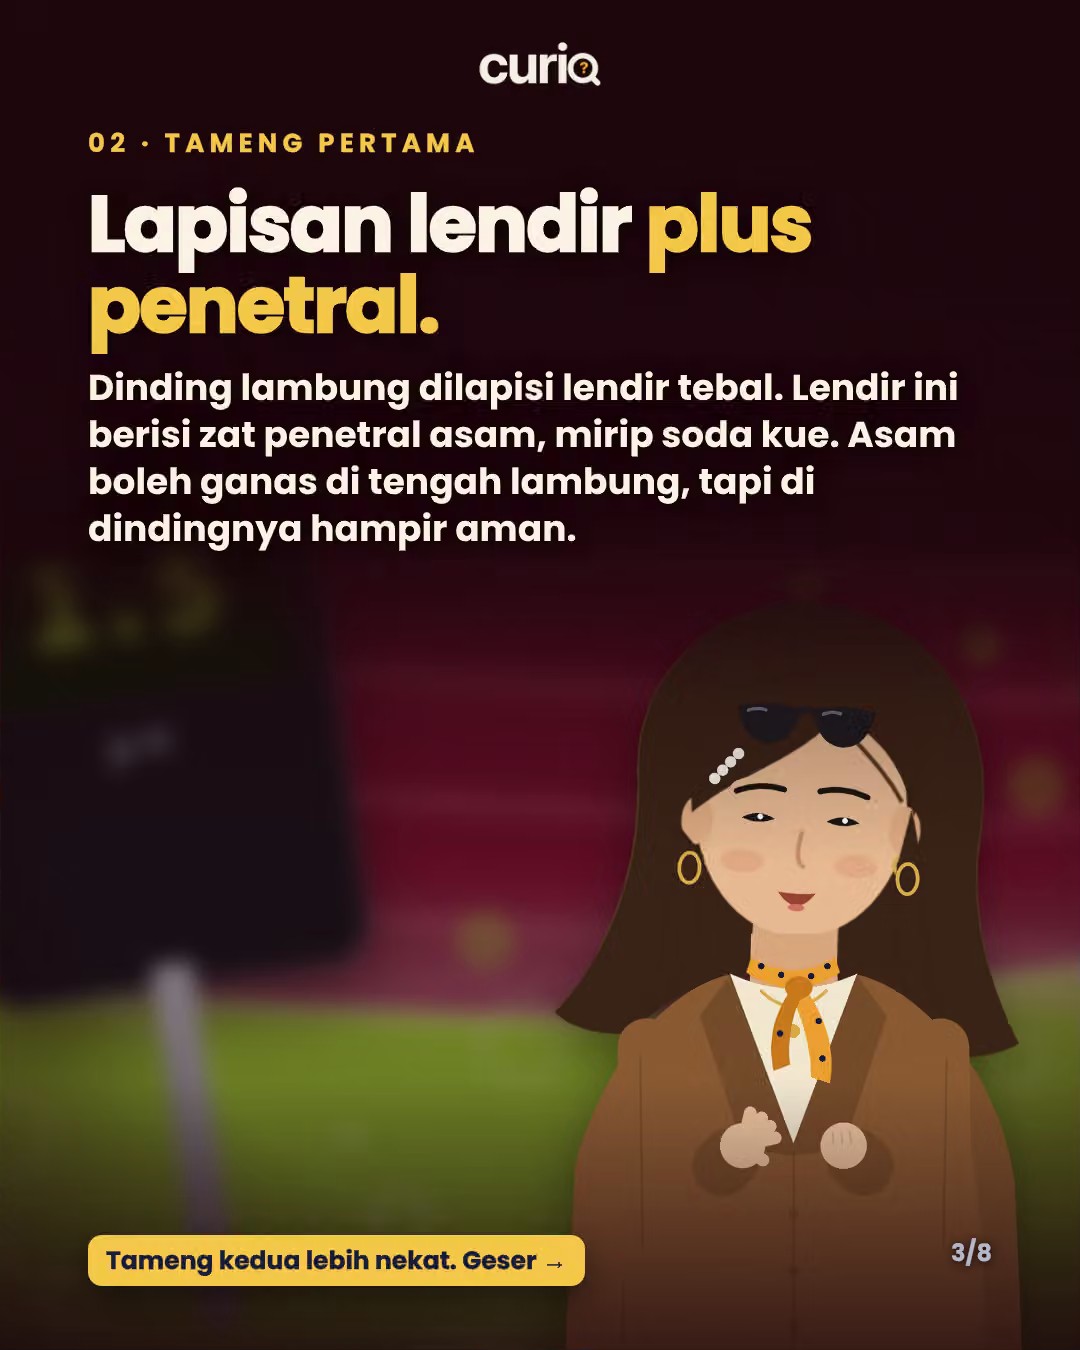 curiQ
02 · TAMENG PERTAMA
Lapisan lendir plus
penetral.
Dinding lambung dilapisi lendir tebal. Lendir ini
berisi zat penetral asam, mirip soda kue. Asam
boleh ganas di tengah lambung, tapi di
dindingnya hampir aman.
Tameng kedua lebih nekat. Geser →
3/8